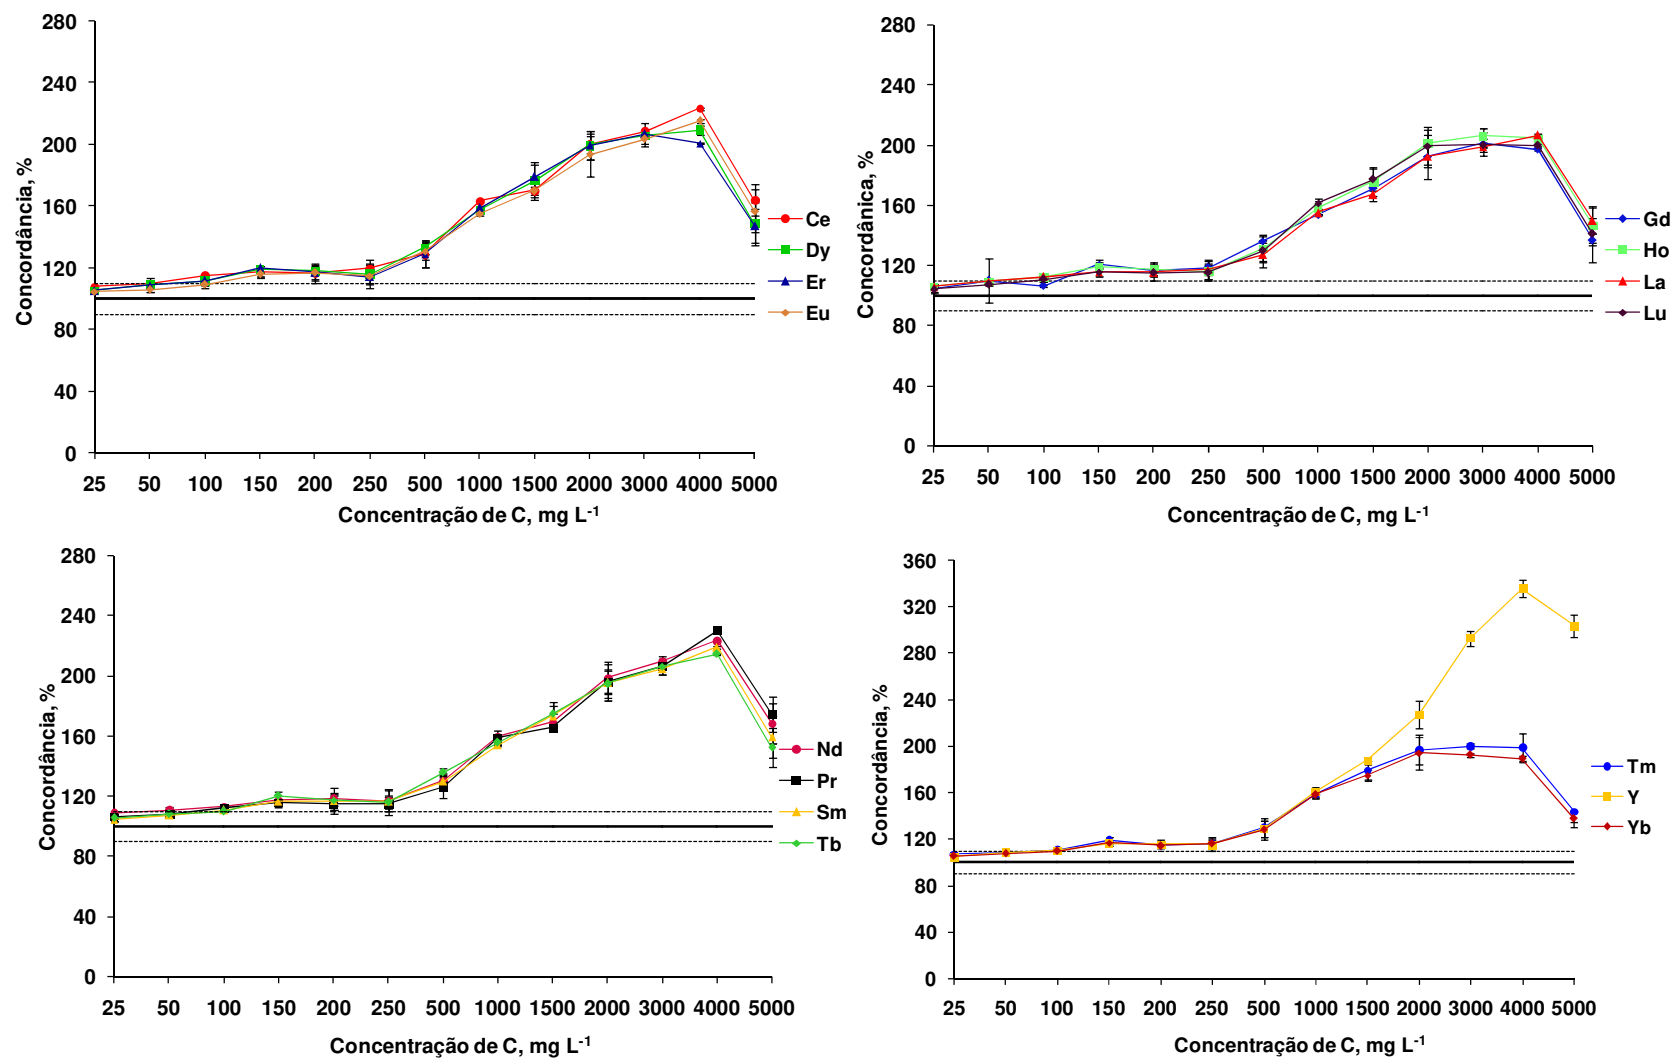 280
240
200
160
120
80
40
0
Concordância, %
25 50 100 150 200 250 500 1000 1500 2000 3000 4000 5000
Concentração de C, mg L-1
Ce
Dy
Er
Eu
280
240
200
160
120
80
40
0
Concordânica, %
25 50 100 150 200 250 500 1000 1500 2000 3000 4000 5000
Concentração de C, mg L-1
Gd
Ho
La
Lu
280
240
200
160
120
80
40
0
Concordância, %
25 50 100 150 200 250 500 1000 1500 2000 3000 4000 5000
Concentração de C, mg L-1
Nd
Pr
Sm
Tb
360
320
280
240
200
160
120
80
40
0
Concordância, %
25 50 100 150 200 250 500 1000 1500 2000 3000 4000 5000
Concentração de C, mg L-1
Tm
Y
Yb